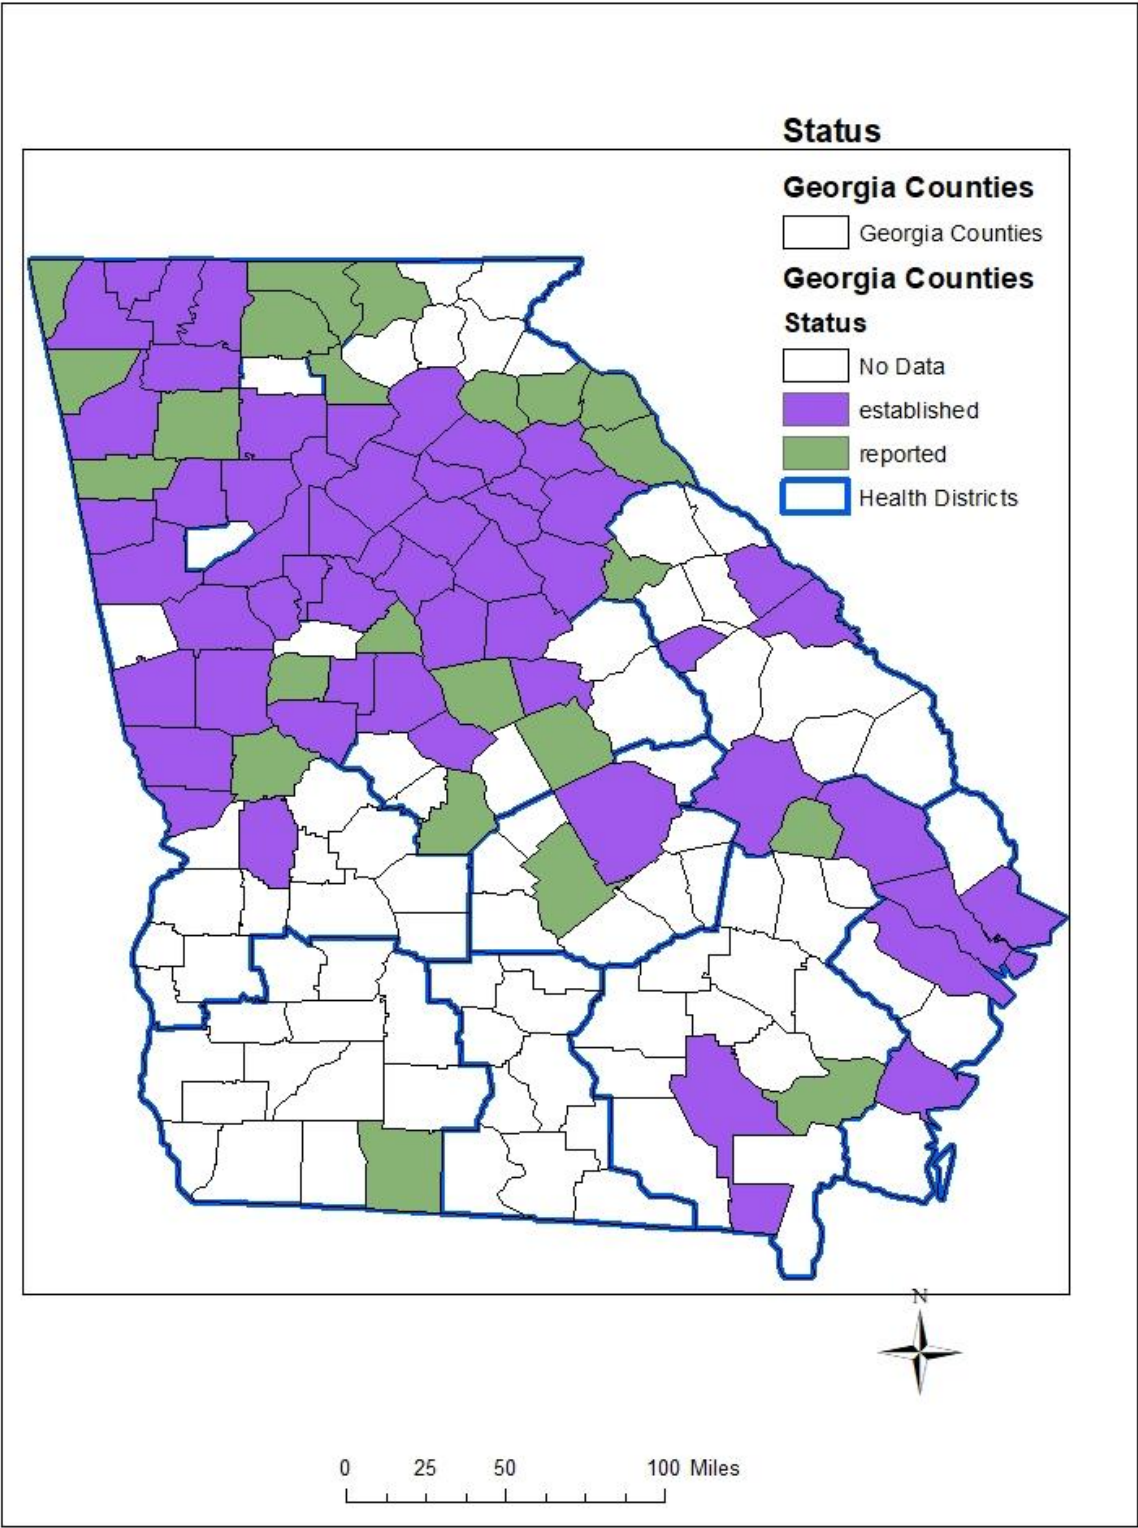 Status
Georgia Counties
Georgia Counties
Georgia Counties
Status
No Data
established
reported
Health Districts
N
0 25 50 100 Miles